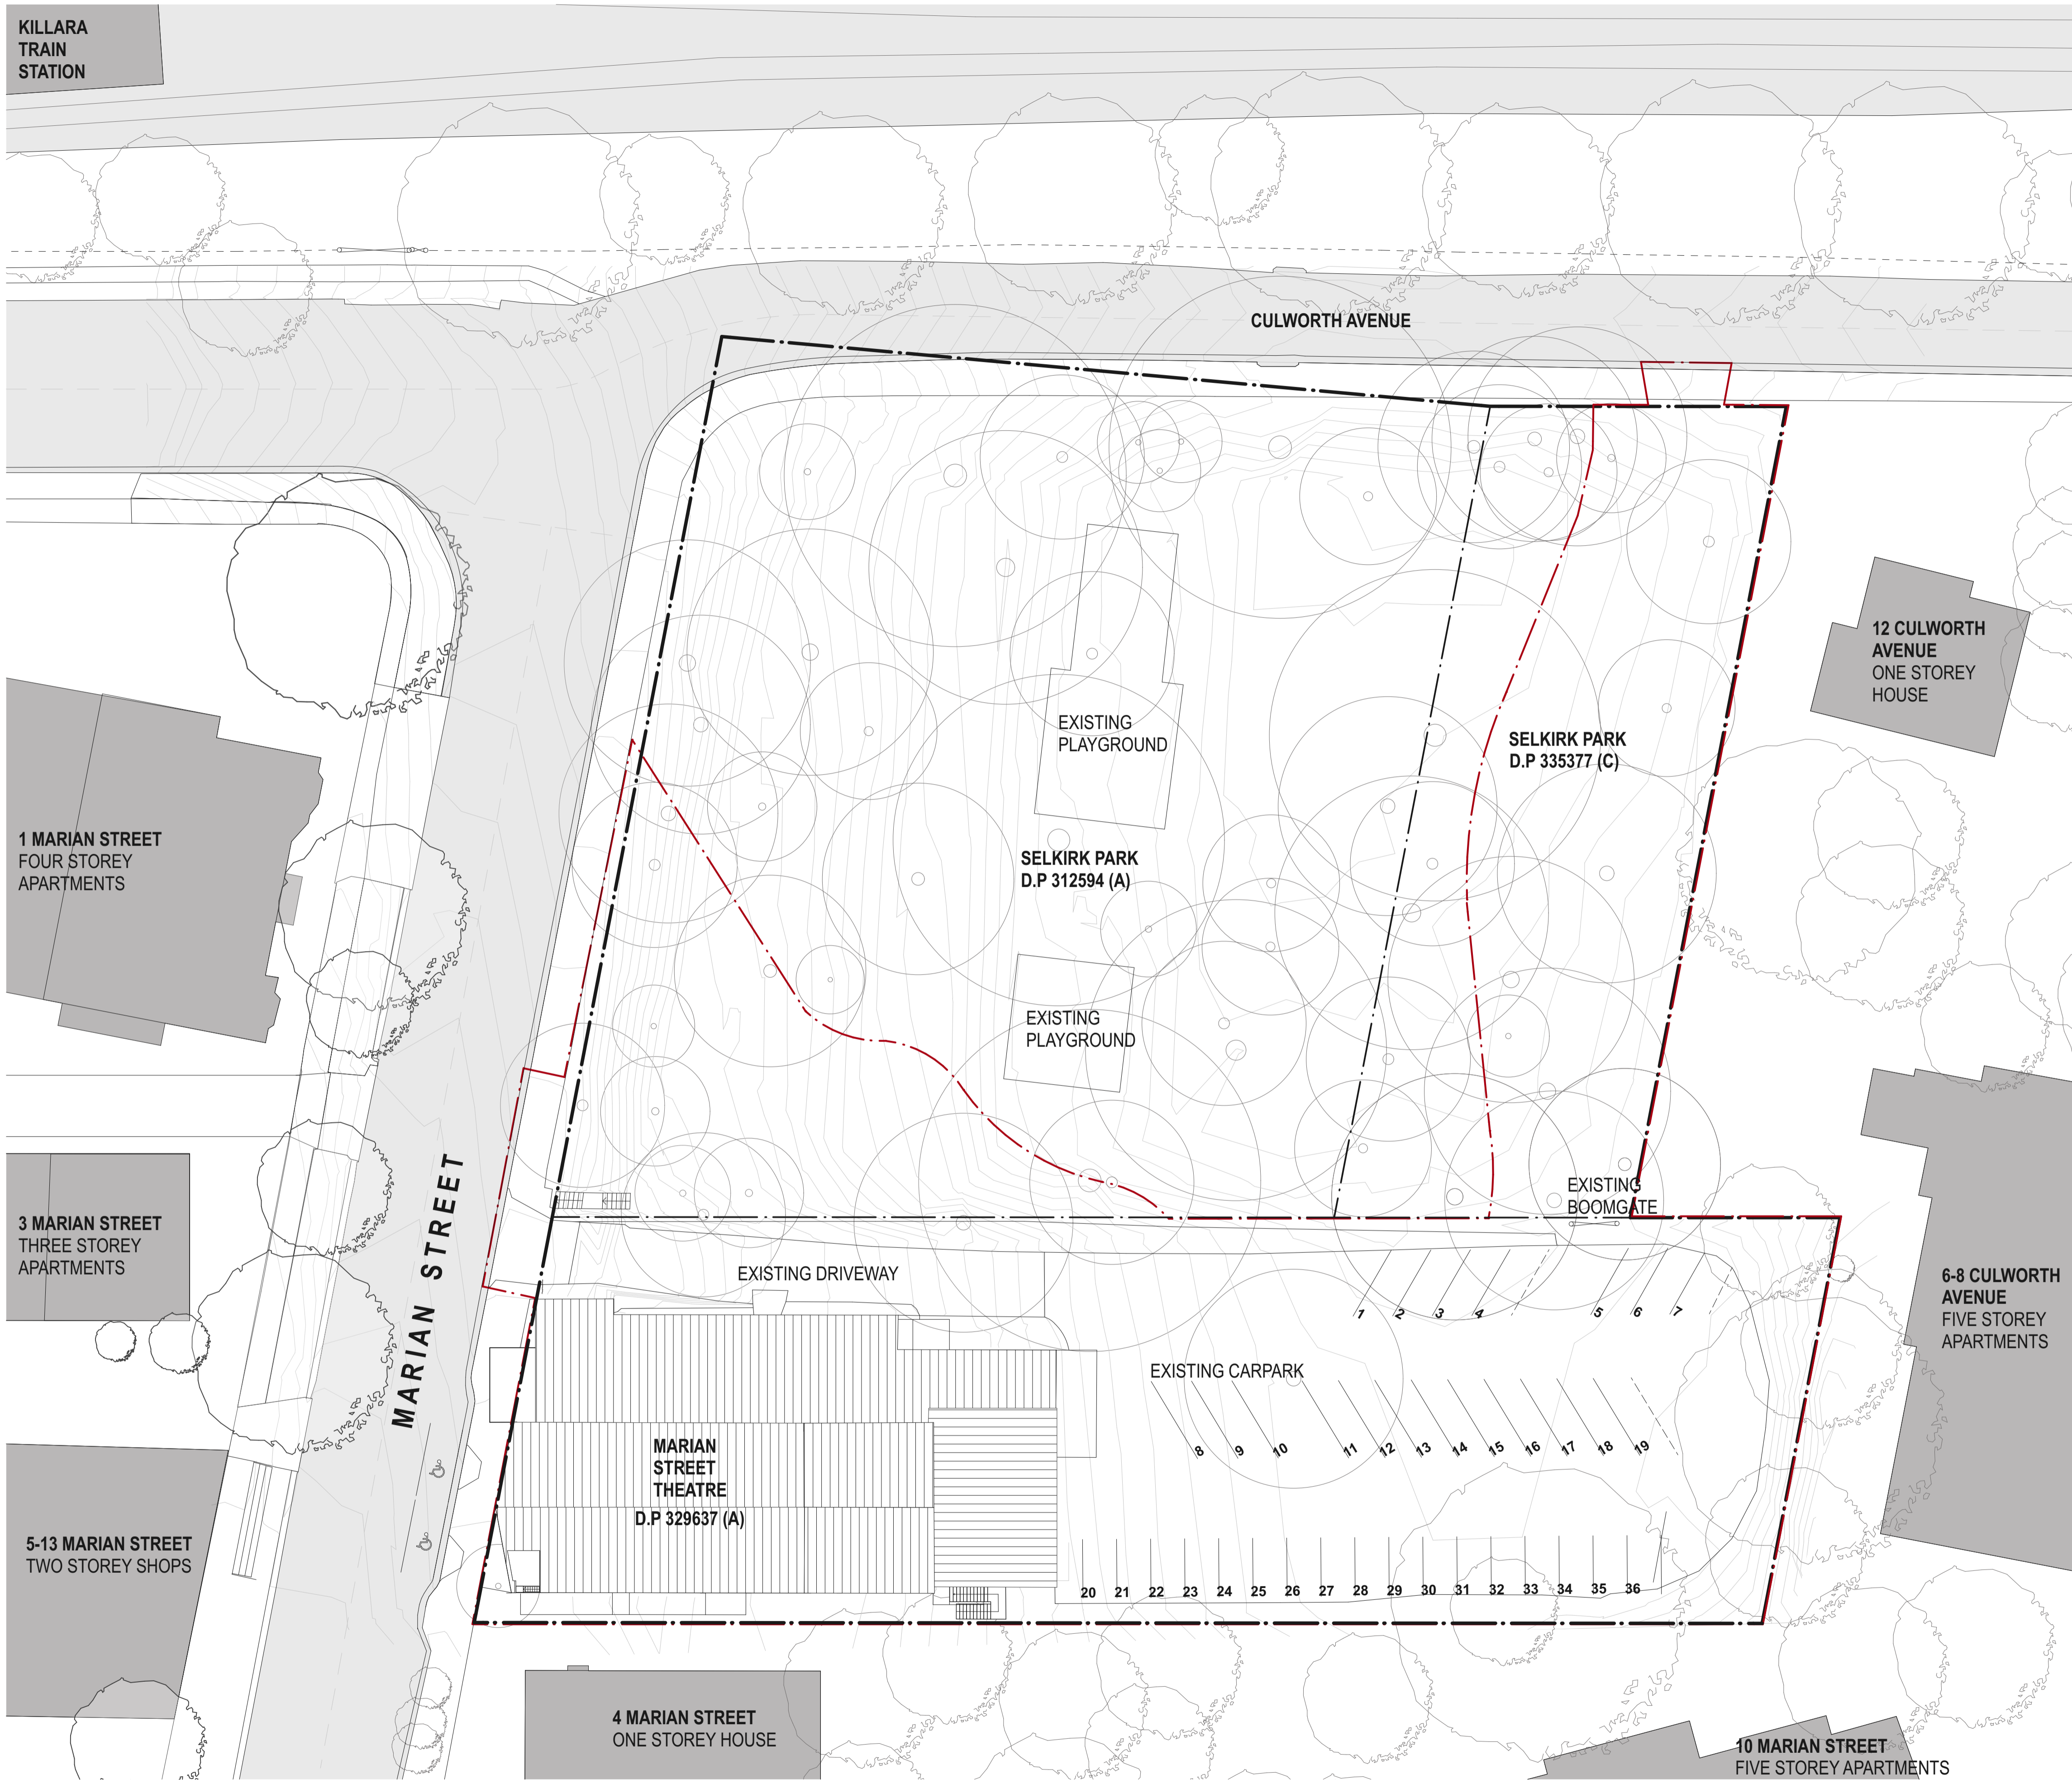 KILLARA
TRAIN
STATION
CULWORTH AVENUE
12 CULWORTH
AVENUE
ONE STOREY
HOUSE
EXISTING
PLAYGROUND
SELKIRK PARK
D.P 335377 (C)
1 MARIAN STREET
FOUR STOREY
APARTMENTS
SELKIRK PARK
D.P 312594 (A)
EXISTING
PLAYGROUND
EXISTING
BOOMGATE
3 MARIAN STREET
THREE STOREY
APARTMENTS
MARIAN STREET
EXISTING DRIVEWAY
6-8 CULWORTH
AVENUE
FIVE STOREY
APARTMENTS
1 2 3 4 5 6 7
EXISTING CARPARK
8 9 10 11 12 13 14 15 16 17 18 19
MARIAN
STREET
THEATRE
D.P 329637 (A)
5-13 MARIAN STREET
TWO STOREY SHOPS
20 21 22 23 24 25 26 27 28 29 30 31 32 33 34 35 36
4 MARIAN STREET
ONE STOREY HOUSE
10 MARIAN STREET
FIVE STOREY APARTMENTS